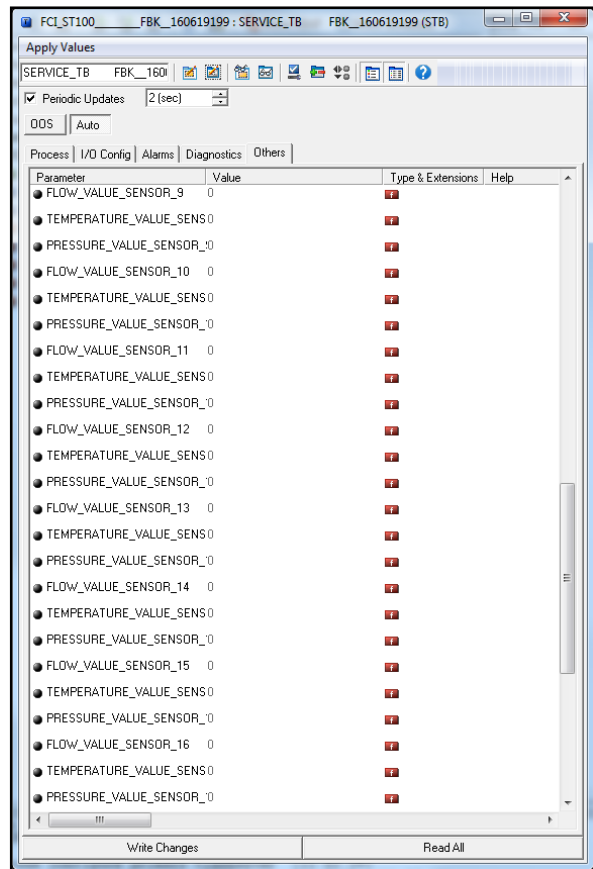 FCI_ST100_______FBK__160619199 : SERVICE_TB FBK__160619199 (STB)
Apply Values
SERVICE_TB FBK__160
Periodic Updates 2 (sec)
OOS Auto
Process I/O Config Alarms Diagnostics Others
Parameter Value Type & Extensions Help
FLOW_VALUE_SENSOR_9 0
TEMPERATURE_VALUE_SENS 0
PRESSURE_VALUE_SENSOR_ 0
FLOW_VALUE_SENSOR_10 0
TEMPERATURE_VALUE_SENS 0
PRESSURE_VALUE_SENSOR_ 0
FLOW_VALUE_SENSOR_11 0
TEMPERATURE_VALUE_SENS 0
PRESSURE_VALUE_SENSOR_ 0
FLOW_VALUE_SENSOR_12 0
TEMPERATURE_VALUE_SENS 0
PRESSURE_VALUE_SENSOR_ 0
FLOW_VALUE_SENSOR_13 0
TEMPERATURE_VALUE_SENS 0
PRESSURE_VALUE_SENSOR_ 0
FLOW_VALUE_SENSOR_14 0
TEMPERATURE_VALUE_SENS 0
PRESSURE_VALUE_SENSOR_ 0
FLOW_VALUE_SENSOR_15 0
TEMPERATURE_VALUE_SENS 0
PRESSURE_VALUE_SENSOR_ 0
FLOW_VALUE_SENSOR_16 0
TEMPERATURE_VALUE_SENS 0
PRESSURE_VALUE_SENSOR_ 0
Write Changes Read All